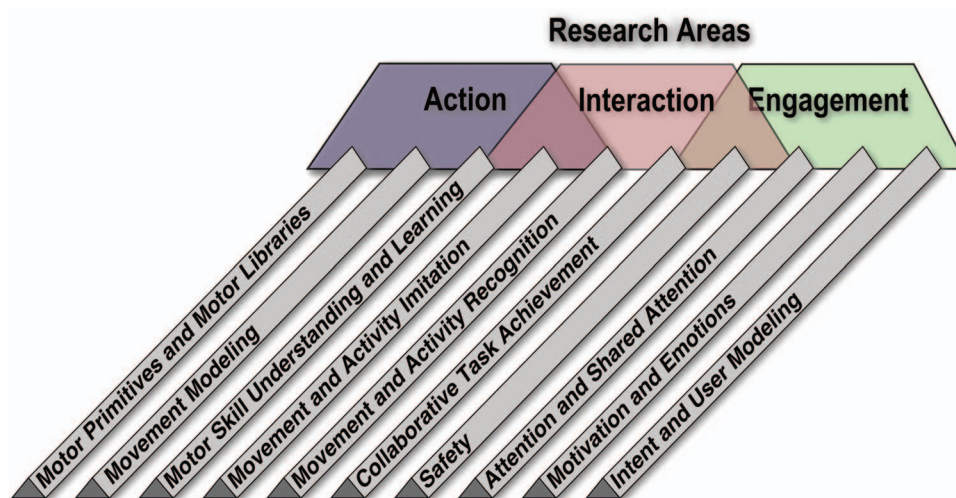 Research Areas
Action
Interaction
Engagement
Motor Primitives and Motor Libraries
Movement Modeling
Motor Skill Understanding and Learning
Movement and Activity Imitation
Movement and Activity Recognition
Collaborative Task Achievement
Safety
Attention and Shared Attention
Motivation and Emotions
Intent and User Modeling